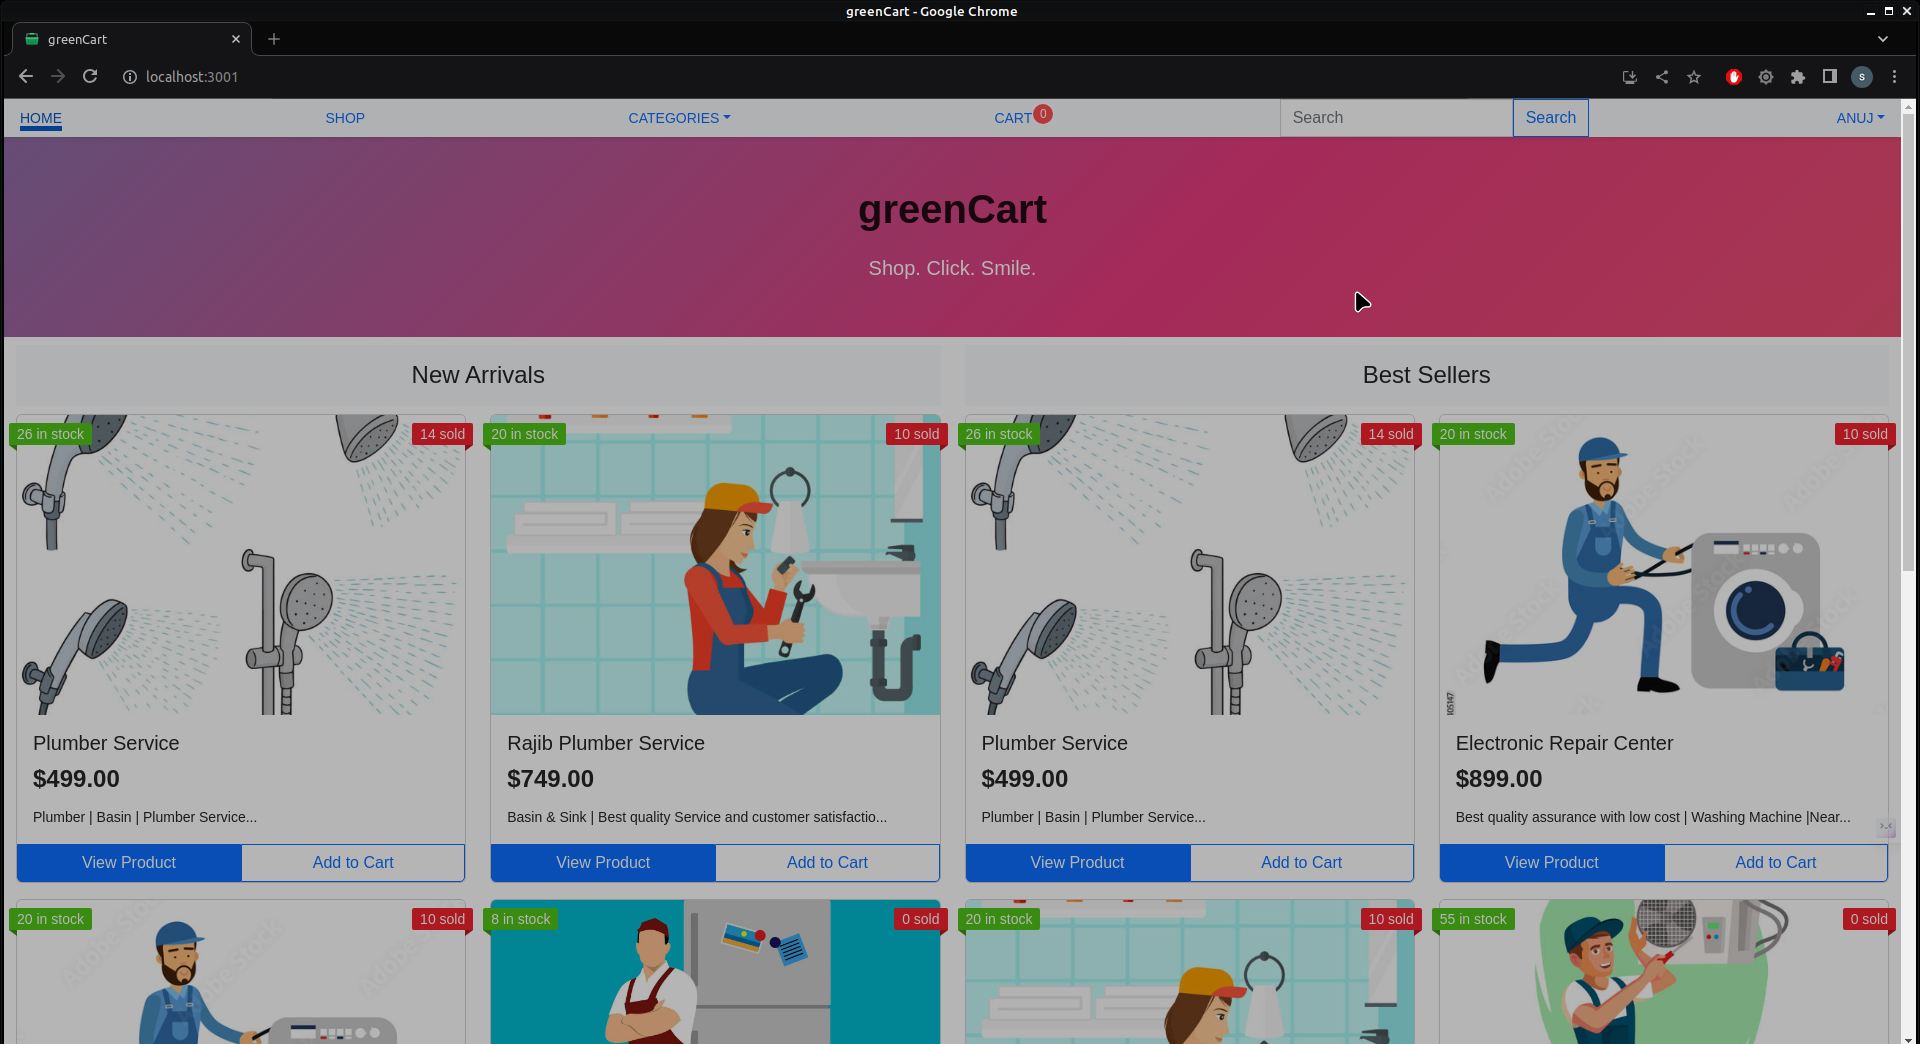 greenCart - Google Chrome
greenCart
localhost:3001
S
HOME
SHOP
CATEGORIES
CART
0
Search
Search
ANUJ
greenCart
Shop. Click. Smile.
New Arrivals
Best Sellers
26 in stock
14 sold
20 in stock
10 sold
26 in stock
14 sold
20 in stock
10 sold
Plumber Service
$499.00
Plumber | Basin | Plumber Service...
View Product
Add to Cart
Rajib Plumber Service
$749.00
Basin & Sink | Best quality Service and customer satisfactio...
View Product
Add to Cart
Plumber Service
$499.00
Plumber | Basin | Plumber Service...
View Product
Add to Cart
Electronic Repair Center
$899.00
Best quality assurance with low cost | Washing Machine |Near...
View Product
Add to Cart
20 in stock
10 sold
8 in stock
0 sold
20 in stock
10 sold
55 in stock
0 sold